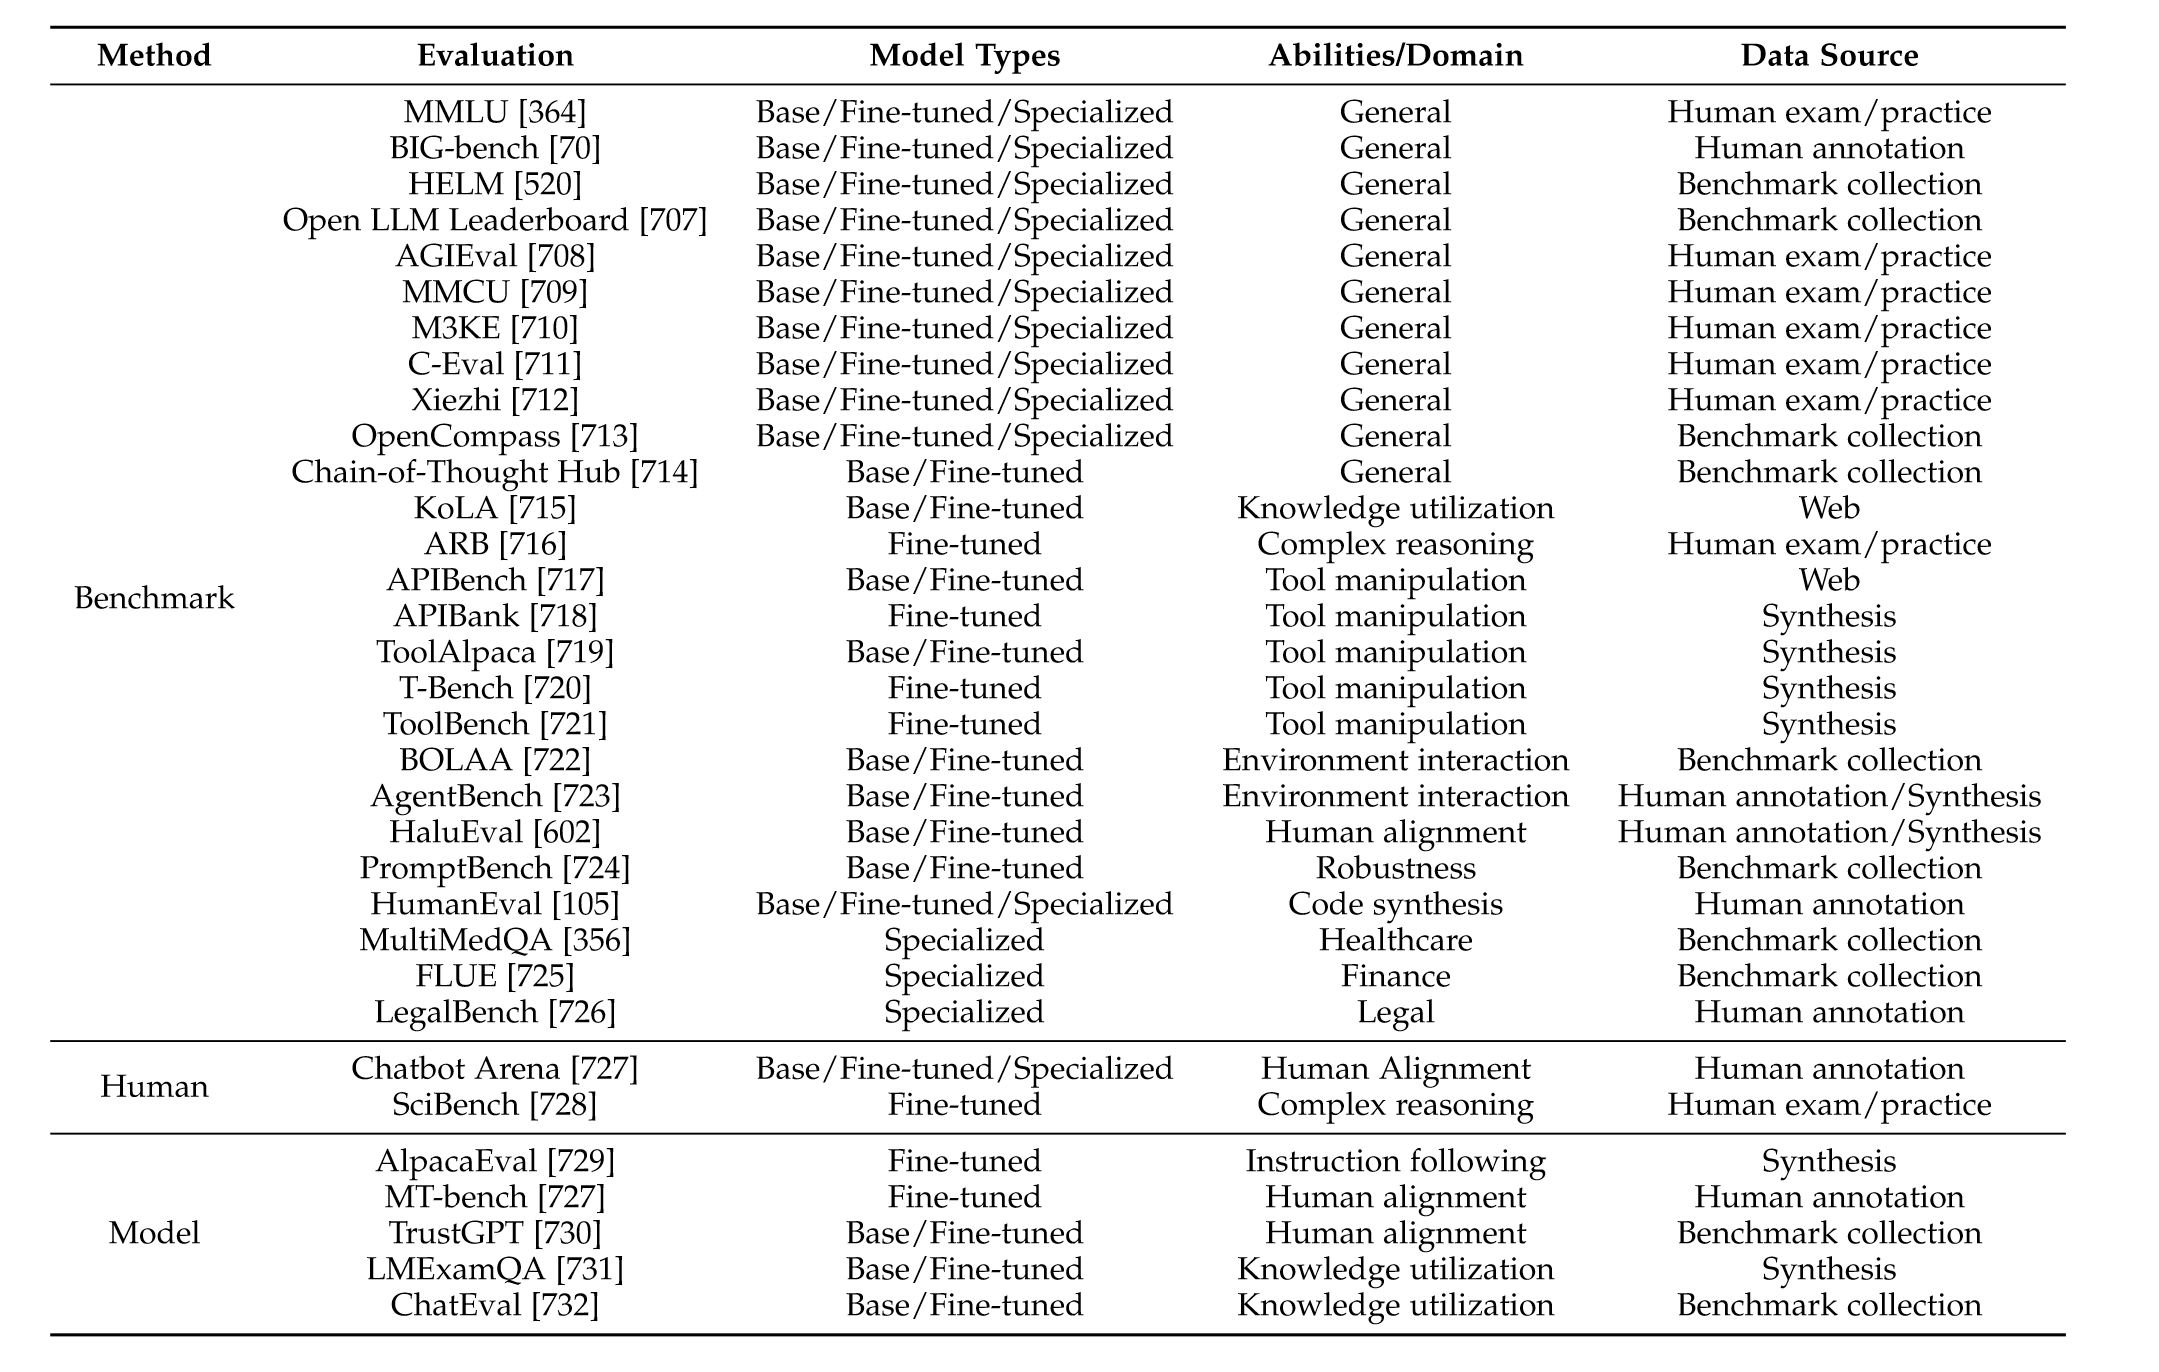 Method Evaluation Model Types Abilities/Domain Data Source
MMLU [364] Base/Fine-tuned/Specialized General Human exam/practice
BIG-bench [70] Base/Fine-tuned/Specialized General Human annotation
HELM [520] Base/Fine-tuned/Specialized General Benchmark collection
Open LLM Leaderboard [707] Base/Fine-tuned/Specialized General Benchmark collection
AGIEval [708] Base/Fine-tuned/Specialized General Human exam/practice
MMCU [709] Base/Fine-tuned/Specialized General Human exam/practice
M3KE [710] Base/Fine-tuned/Specialized General Human exam/practice
C-Eval [711] Base/Fine-tuned/Specialized General Human exam/practice
Xiezhi [712] Base/Fine-tuned/Specialized General Human exam/practice
OpenCompass [713] Base/Fine-tuned/Specialized General Benchmark collection
Chain-of-Thought Hub [714] Base/Fine-tuned General Benchmark collection
KoLA [715] Base/Fine-tuned Knowledge utilization Web
ARB [716] Fine-tuned Complex reasoning Human exam/practice
APIBench [717] Base/Fine-tuned Tool manipulation Web
Benchmark
APIBank [718] Fine-tuned Tool manipulation Synthesis
ToolAlpaca [719] Base/Fine-tuned Tool manipulation Synthesis
T-Bench [720] Fine-tuned Tool manipulation Synthesis
ToolBench [721] Fine-tuned Tool manipulation Synthesis
BOLAA [722] Base/Fine-tuned Environment interaction Benchmark collection
AgentBench [723] Base/Fine-tuned Environment interaction Human annotation/Synthesis
HaluEval [602] Base/Fine-tuned Human alignment Human annotation/Synthesis
PromptBench [724] Base/Fine-tuned Robustness Benchmark collection
HumanEval [105] Base/Fine-tuned/Specialized Code synthesis Human annotation
MultiMedQA [356] Specialized Healthcare Benchmark collection
FLUE [725] Specialized Finance Benchmark collection
LegalBench [726] Specialized Legal Human annotation
Chatbot Arena [727] Base/Fine-tuned/Specialized Human Alignment Human annotation
Human
SciBench [728] Fine-tuned Complex reasoning Human exam/practice
AlpacaEval [729] Fine-tuned Instruction following Synthesis
MT-bench [727] Fine-tuned Human alignment Human annotation
Model TrustGPT [730] Base/Fine-tuned Human alignment Benchmark collection
LMExamQA [731] Base/Fine-tuned Knowledge utilization Synthesis
ChatEval [732] Base/Fine-tuned Knowledge utilization Benchmark collection